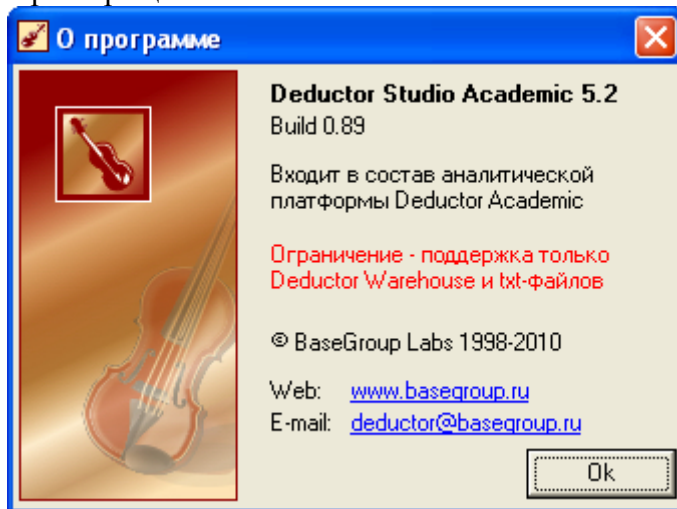 О программе
Deductor Studio Academic 5.2
Build 0.89
Входит в состав аналитической
платформы Deductor Academic
Ограничение - поддержка только
Deductor Warehouse и txt-файлов
© BaseGroup Labs 1998-2010
Web: www.basegroup.ru
E-mail: deductor@basegroup.ru
Ok